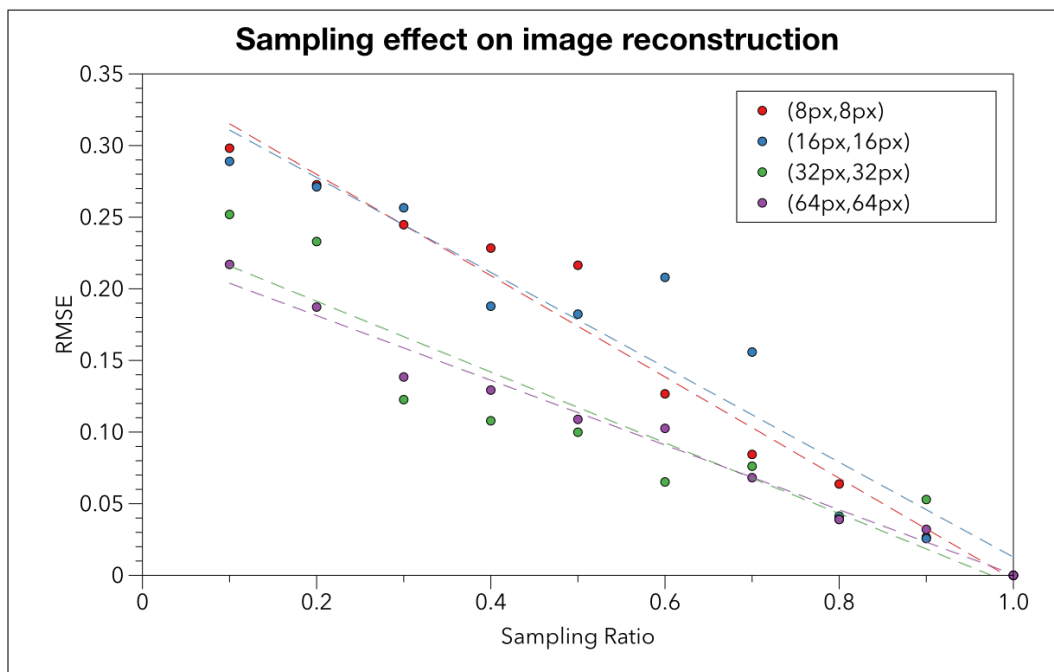 Sampling effect on image reconstruction
0.35
0.30
0.25
0.20
0.15
0.10
0.05
0
RMSE
(8px,8px)
(16px,16px)
(32px,32px)
(64px,64px)
0 0.2 0.4 0.6 0.8 1.0
Sampling Ratio